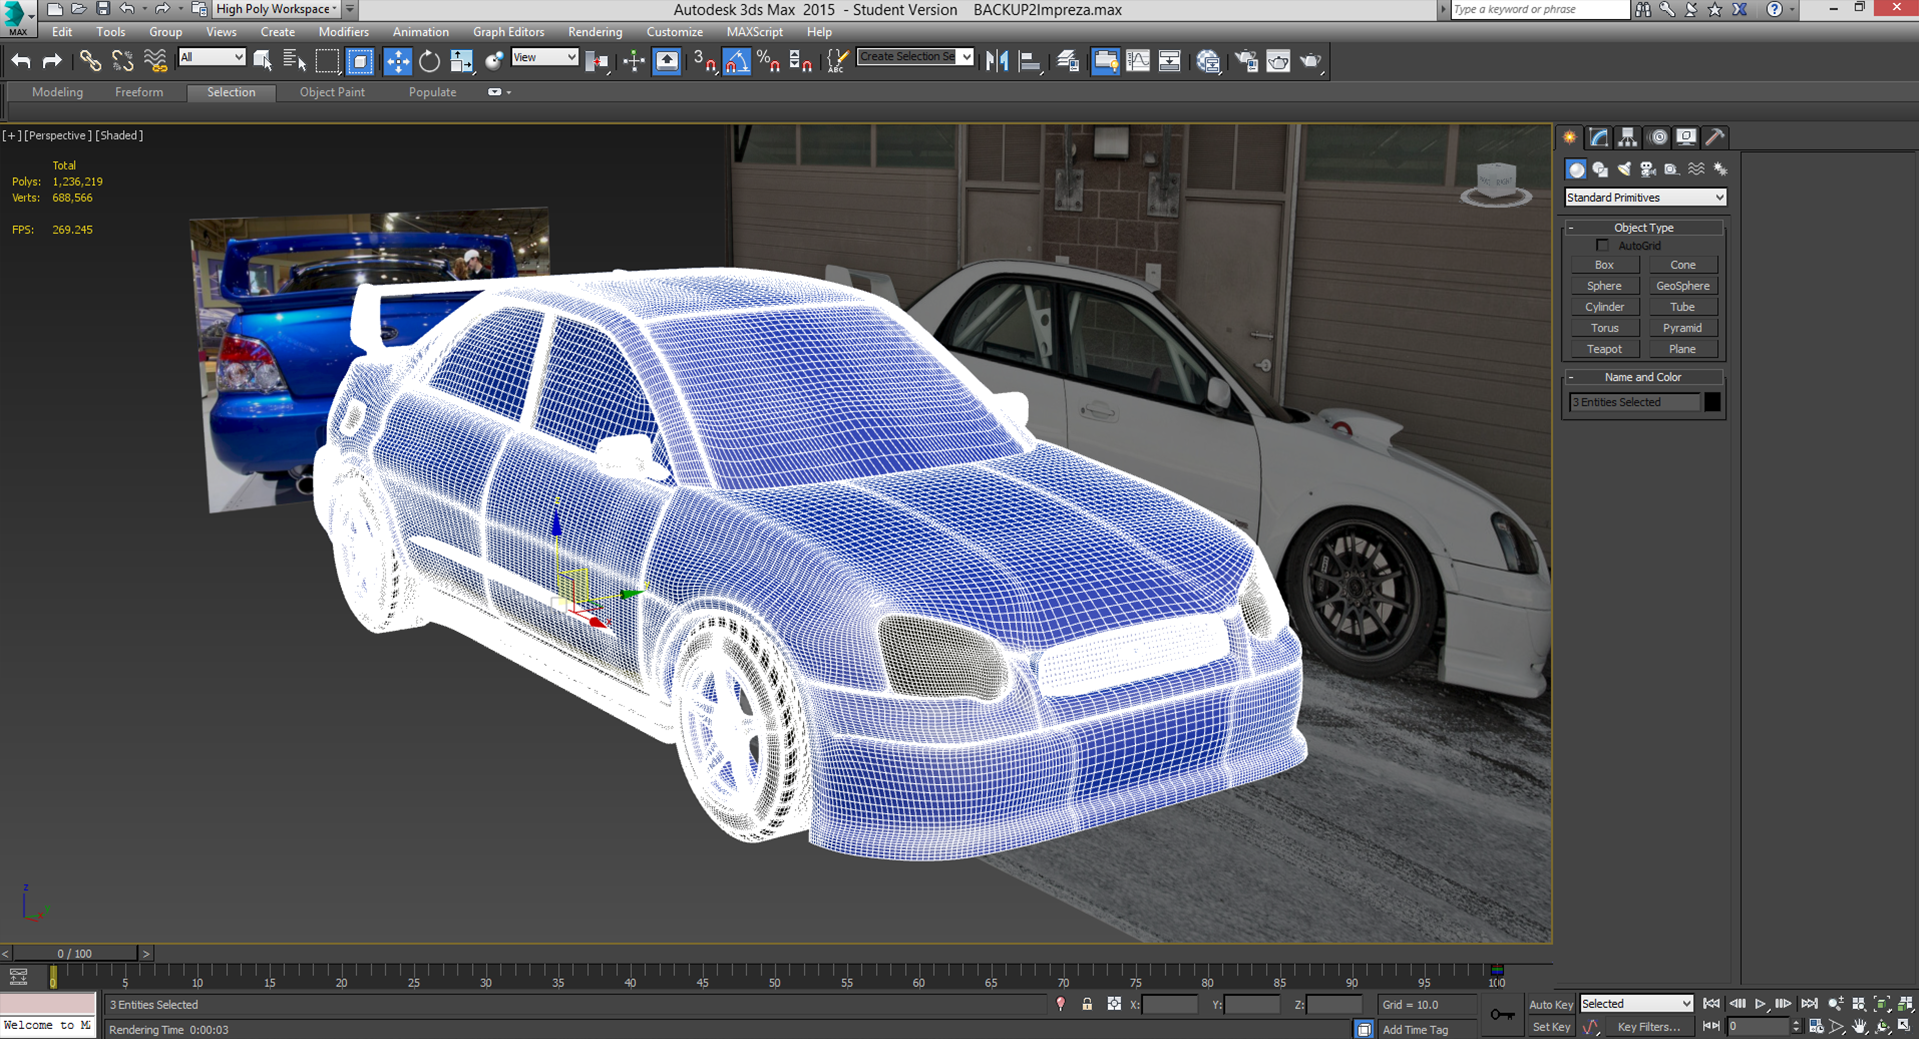 High Poly Workspace
Autodesk 3ds Max 2015 - Student Version BACKUP2Impreza.max
Type a keyword or phrase
MAX
Edit Tools Group Views Create Modifiers Animation Graph Editors Rendering Customize MAXScript Help
All
View
3
%
ABC
Create Selection Se
Modeling Freeform Selection Object Paint Populate
[+] [Perspective] [Shaded]
Total
Polys: 1,236,219
Verts: 688,566
FPS: 269.245
Standard Primitives
- Object Type
AutoGrid
Box Cone
Sphere GeoSphere
Cylinder Tube
Torus Pyramid
Teapot Plane
- Name and Color
3 Entities Selected
z
y
< 0 / 100 >
0 5 10 15 20 25 30 35 40 45 50 55 60 65 70 75 80 85 90 95 100
3 Entities Selected X: Y: Z: Grid = 10.0 Auto Key Selected
Welcome to M
Rendering Time 0:00:03 Add Time Tag Set Key Key Filters... 0